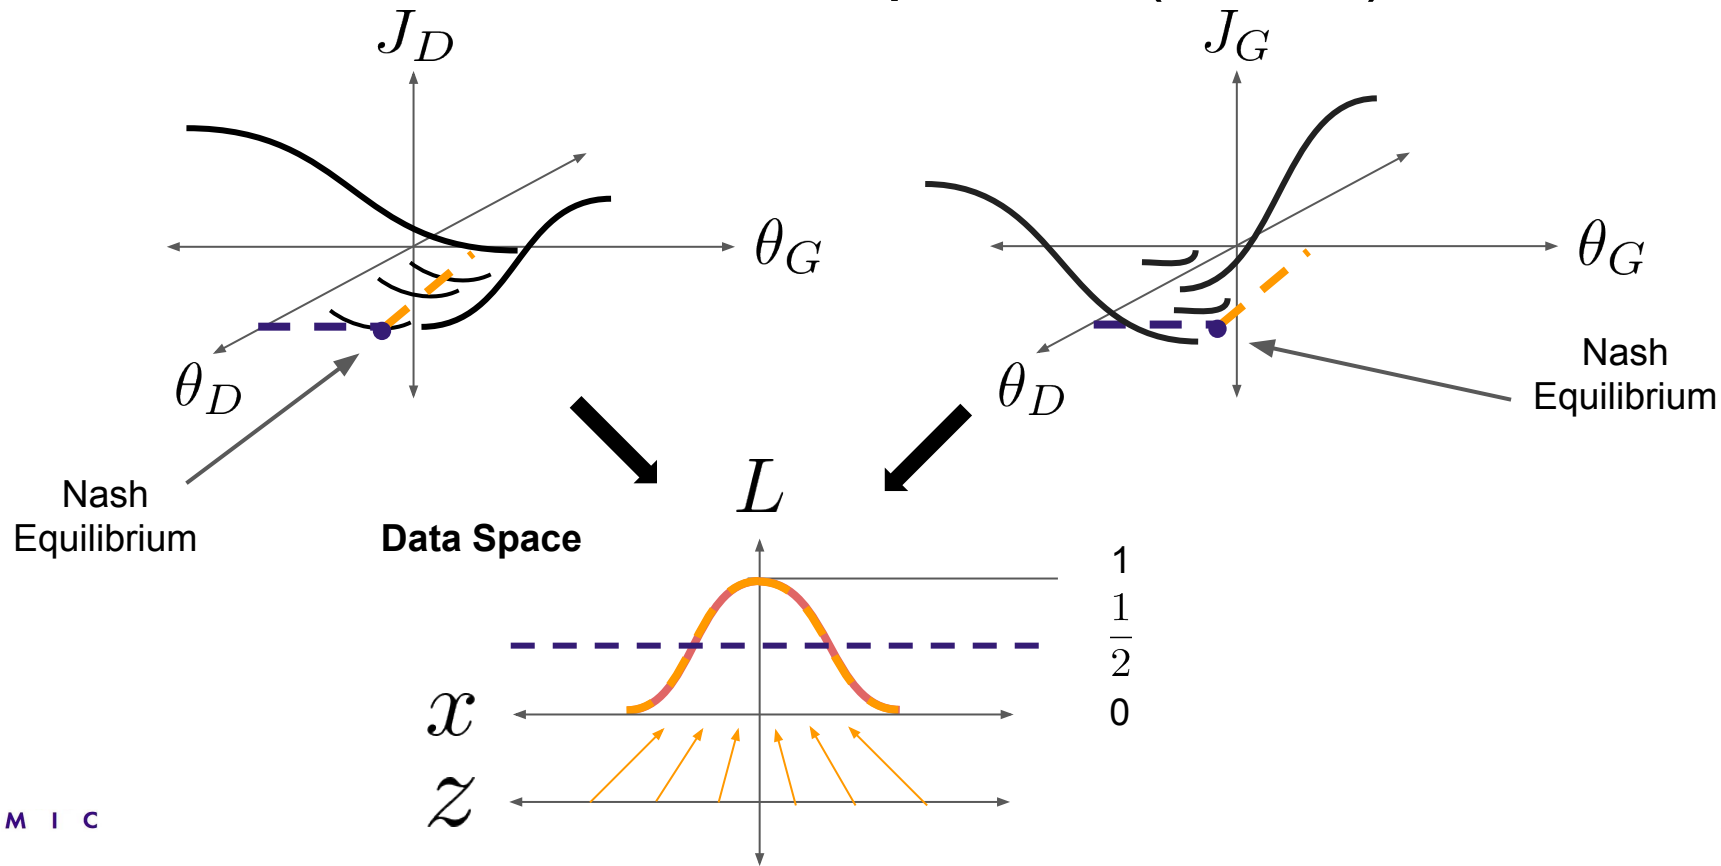 J_D
J_G
θ_G
θ_G
θ_D
θ_D
Nash
Equilibrium
Nash
Equilibrium
L
Data Space
1
1/2
0
x
z
M I C